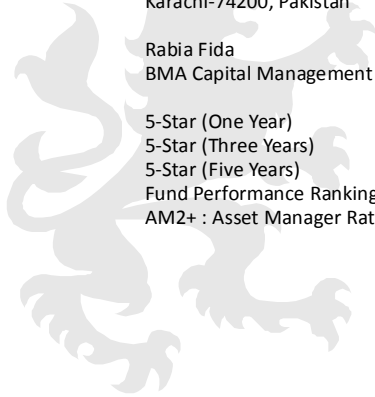 Karachi-74200, Pakistan
Rabia Fida
BMA Capital Management
5-Star (One Year)
5-Star (Three Years)
5-Star (Five Years)
Fund Performance Ranking
AM2+ : Asset Manager Rat